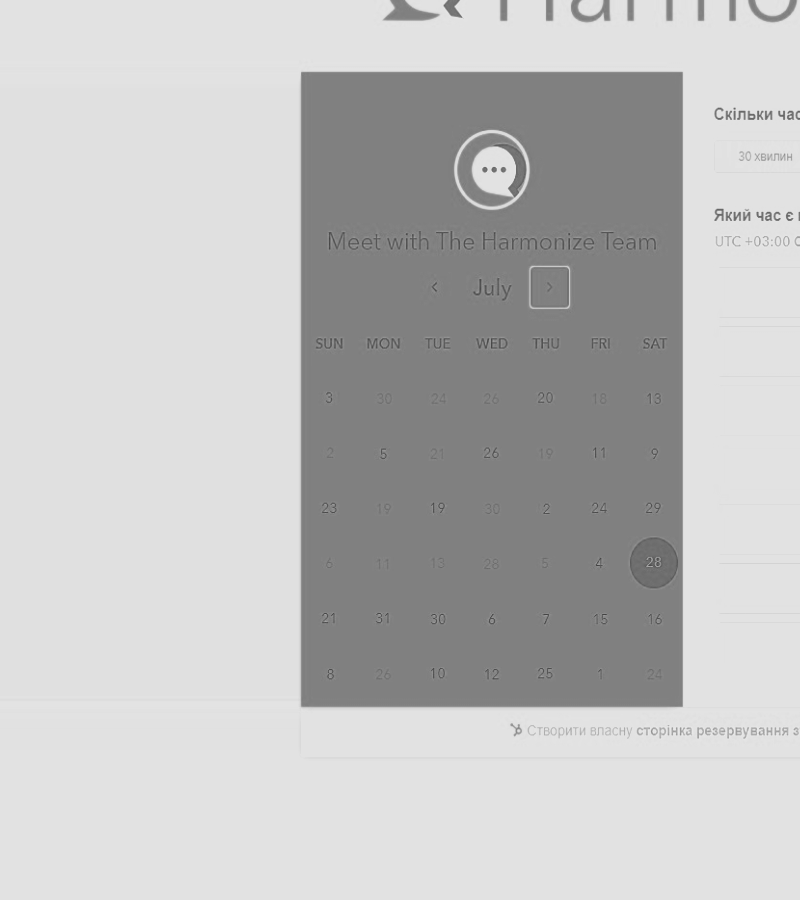 Harmo
Скільки час
30 хвилин
Який час є
UTC +03:00
Meet with The Harmonize Team
July
SUN MON TUE WED THU FRI SAT
3 30 24 26 20 18 13
2 5 21 26 19 11 9
23 19 19 30 2 24 29
6 11 13 28 5 4 28
21 31 30 6 7 15 16
8 26 10 12 25 1 24
Створити власну сторінка резервування з